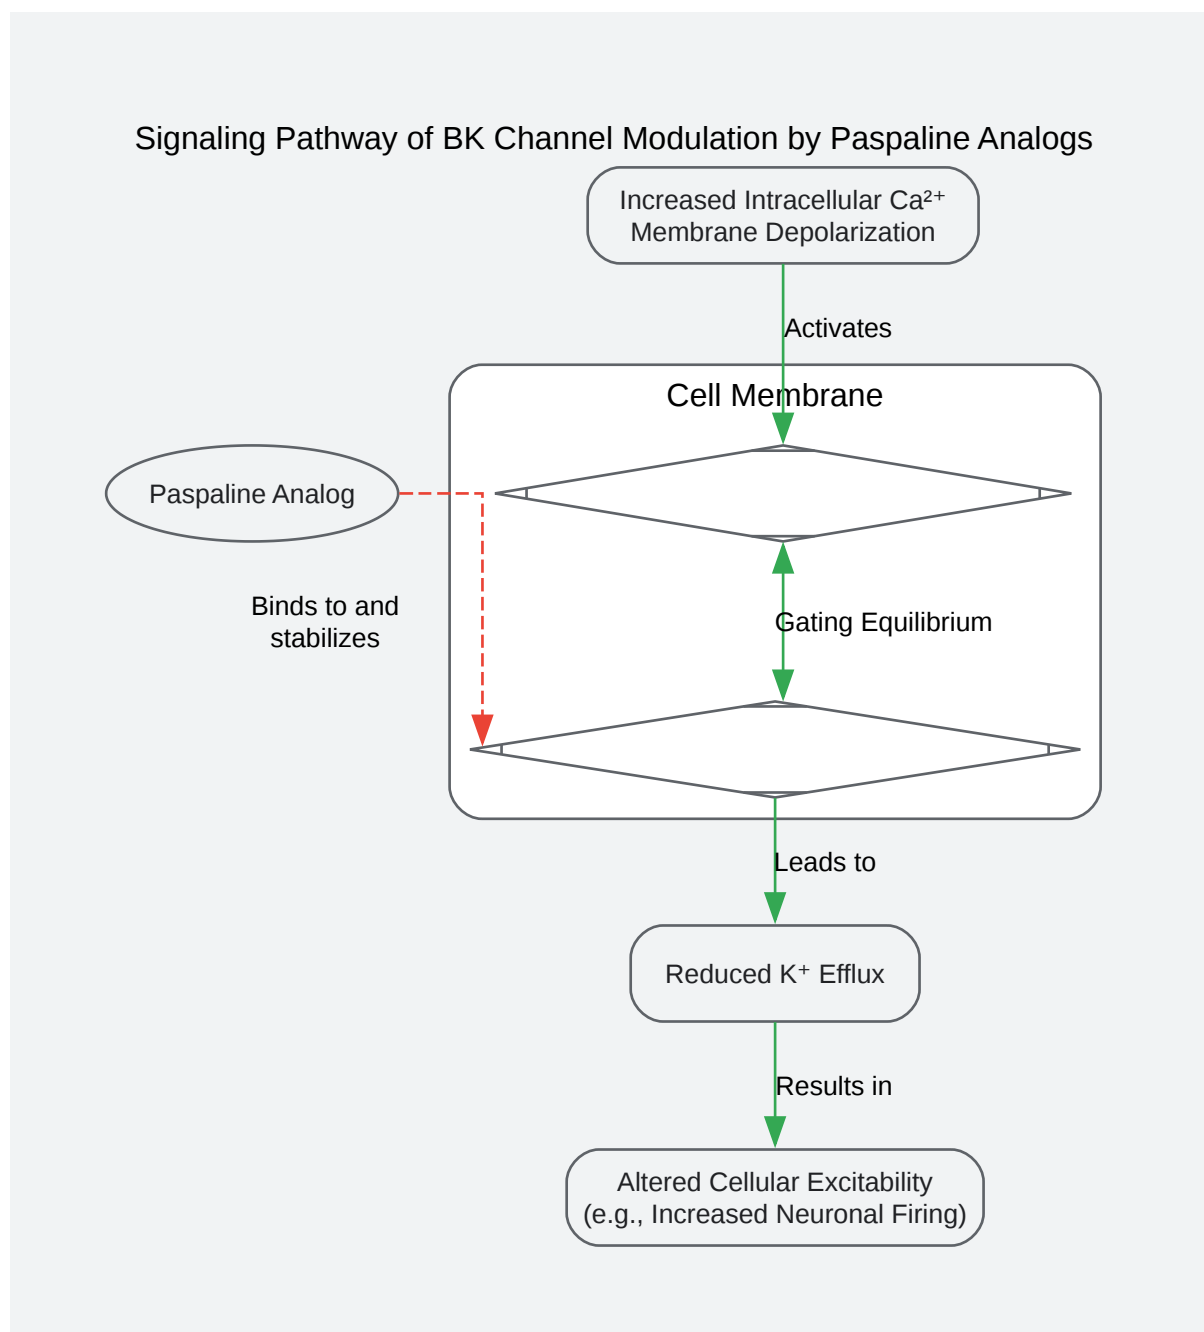 Signaling Pathway of BK Channel Modulation by Paspaline Analogs
Increased Intracellular Ca²⁺
Membrane Depolarization
Activates
Cell Membrane
Paspaline Analog
Binds to and
stabilizes
Gating Equilibrium
Leads to
Reduced K⁺ Efflux
Results in
Altered Cellular Excitability
(e.g., Increased Neuronal Firing)